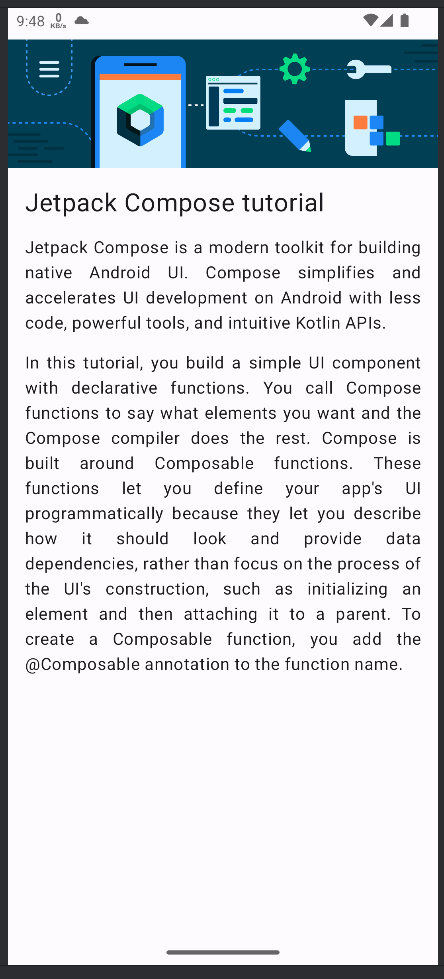 9:48 0 KB/s
Jetpack Compose tutorial
Jetpack Compose is a modern toolkit for building
native Android UI. Compose simplifies and
accelerates UI development on Android with less
code, powerful tools, and intuitive Kotlin APIs.
In this tutorial, you build a simple UI component
with declarative functions. You call Compose
functions to say what elements you want and the
Compose compiler does the rest. Compose is
built around Composable functions. These
functions let you define your app's UI
programmatically because they let you describe
how it should look and provide data
dependencies, rather than focus on the process of
the UI's construction, such as initializing an
element and then attaching it to a parent. To
create a Composable function, you add the
@Composable annotation to the function name.